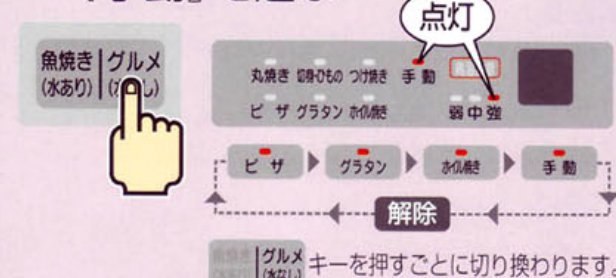 点灯
魚焼き グルメ
(水あり) (水なし)
丸焼き 切身・ひもの つけ焼き 手動
ピザ グラタン ホイル焼き 弱 中 強
ピザ グラタン ホイル焼き 手動
解除
グルメ
(水なし) キーを押すごとに切り換わります